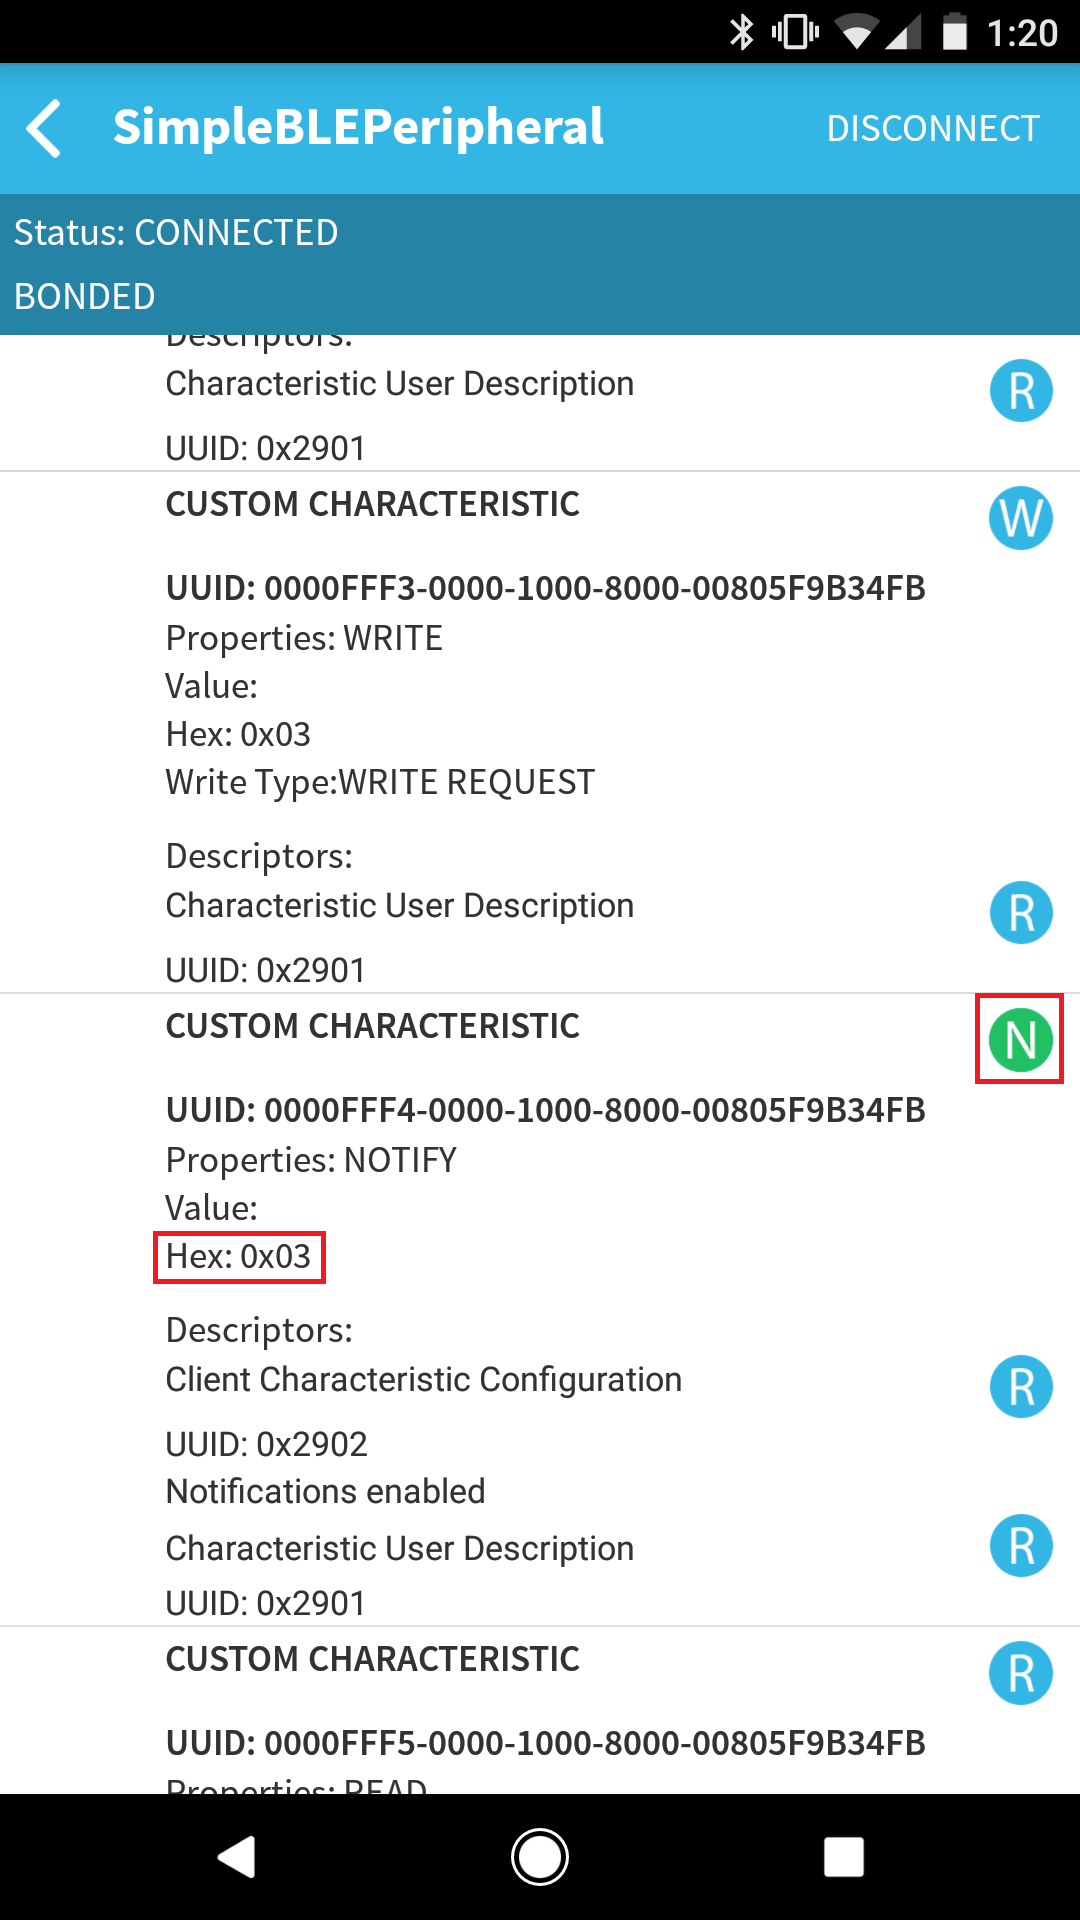 1:20
SimpleBLEPeripheral
DISCONNECT
Status: CONNECTED
BONDED
Descriptors:
Characteristic User Description
R
UUID: 0x2901
CUSTOM CHARACTERISTIC
W
UUID: 0000FFF3-0000-1000-8000-00805F9B34FB
Properties: WRITE
Value:
Hex: 0x03
Write Type:WRITE REQUEST
Descriptors:
Characteristic User Description
R
UUID: 0x2901
CUSTOM CHARACTERISTIC
N
UUID: 0000FFF4-0000-1000-8000-00805F9B34FB
Properties: NOTIFY
Value:
Hex: 0x03
Descriptors:
Client Characteristic Configuration
R
UUID: 0x2902
Notifications enabled
Characteristic User Description
R
UUID: 0x2901
CUSTOM CHARACTERISTIC
R
UUID: 0000FFF5-0000-1000-8000-00805F9B34FB
Properties: READ